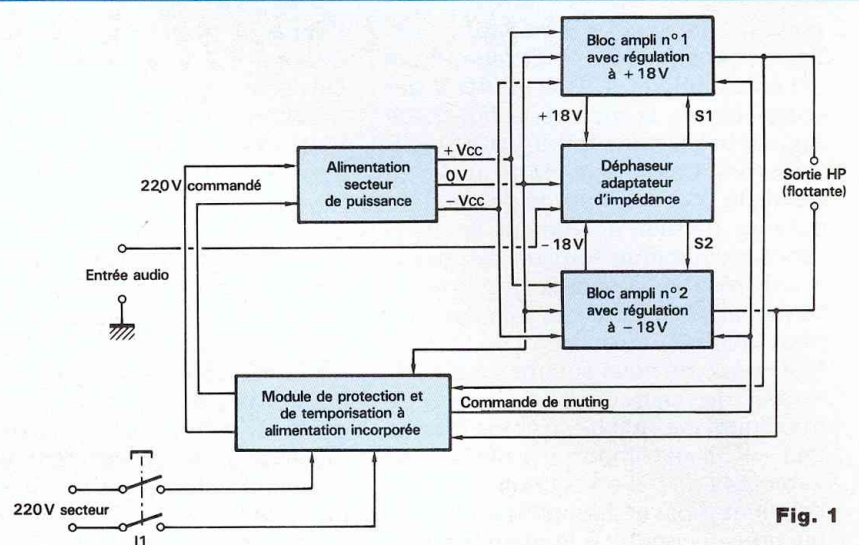 Bloc ampli n° 1
avec régulation
à + 18 V
+ 18 V
S1
+ Vcc
0 V
- Vcc
Alimentation
secteur
de puissance
220 V commandé
Déphaseur
adaptateur
d'impédance
Sortie HP
(flottante)
- 18 V
S2
Entrée audio
Bloc ampli n° 2
avec régulation
à - 18 V
Module de protection et
de temporisation à
alimentation incorporée
Commande de muting
220 V secteur
I1
Fig. 1